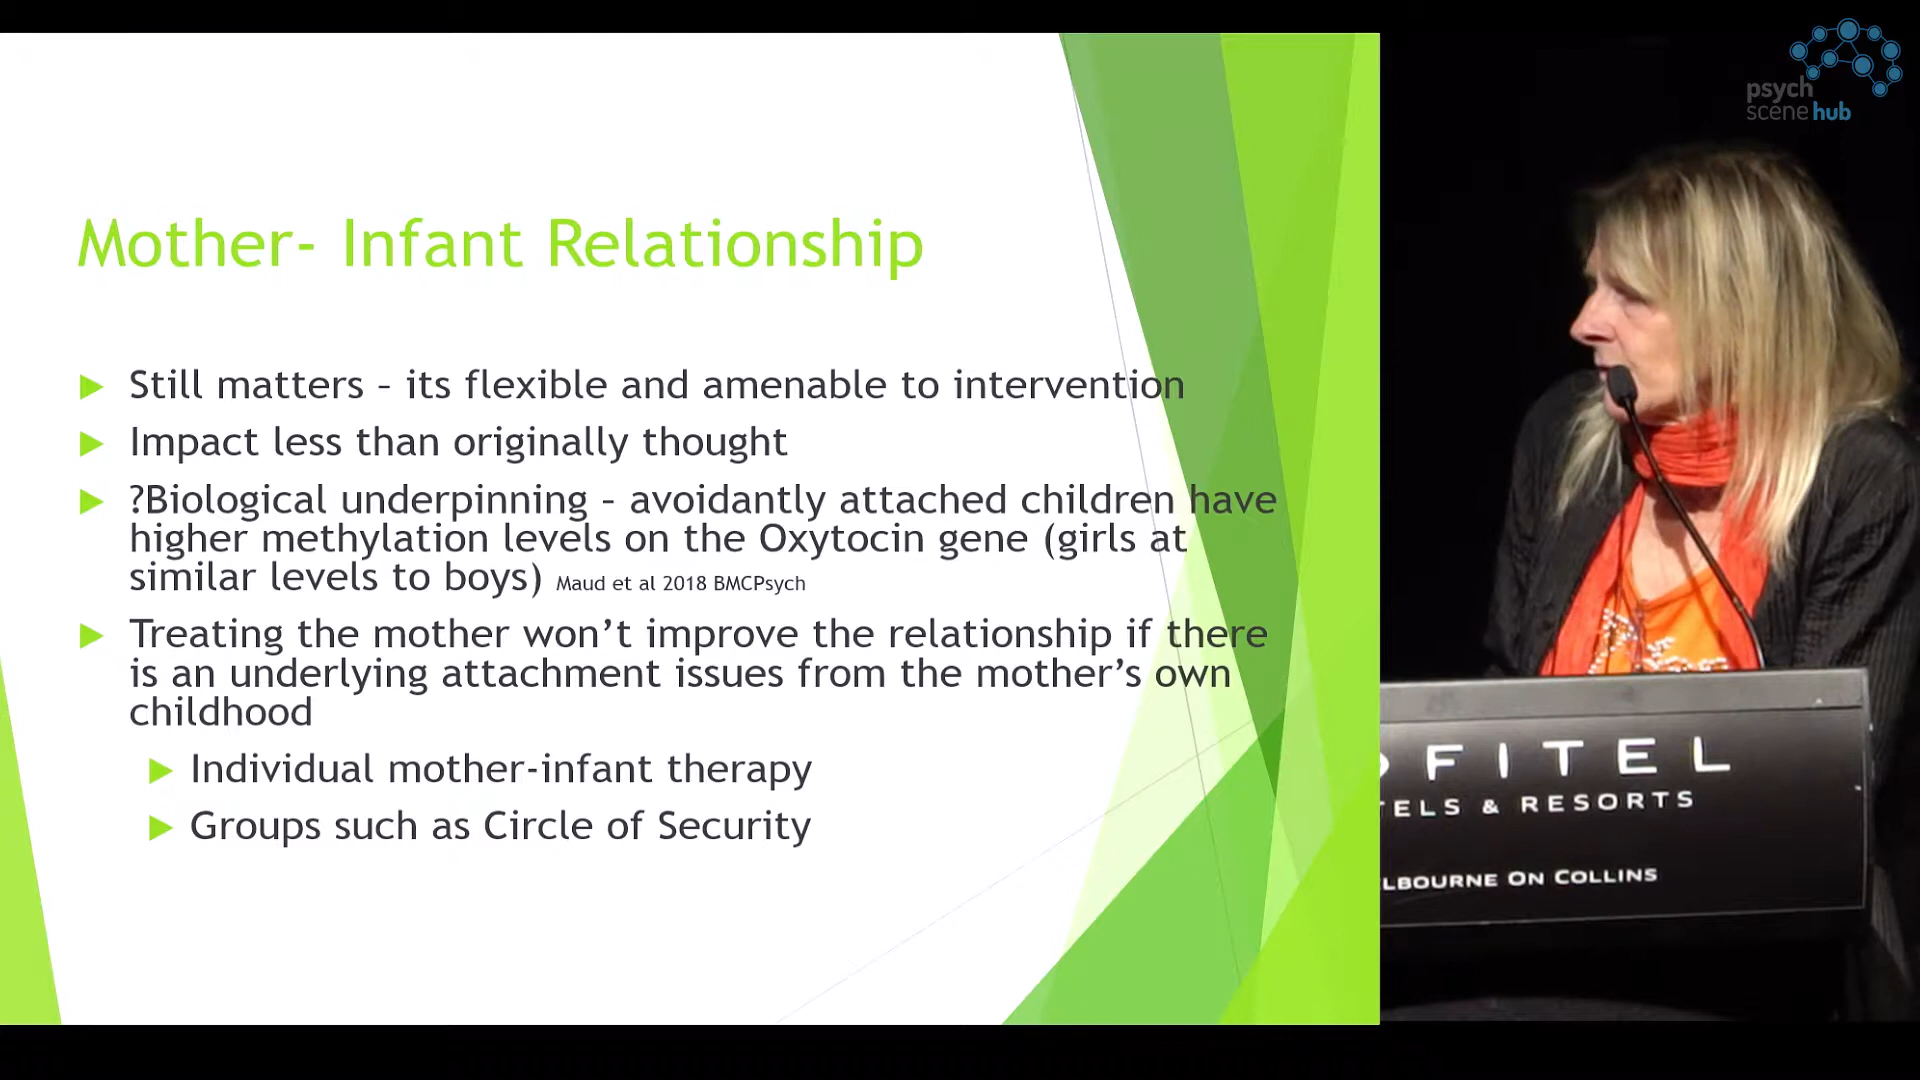 psych
scene hub
Mother- Infant Relationship
Still matters – its flexible and amenable to intervention
Impact less than originally thought
?Biological underpinning – avoidantly attached children have
higher methylation levels on the Oxytocin gene (girls at
similar levels to boys) Maud et al 2018 BMCPsych
Treating the mother won’t improve the relationship if there
is an underlying attachment issues from the mother’s own
childhood
Individual mother-infant therapy
Groups such as Circle of Security
OFITEL
TELS & RESORTS
LBOURNE ON COLLINS